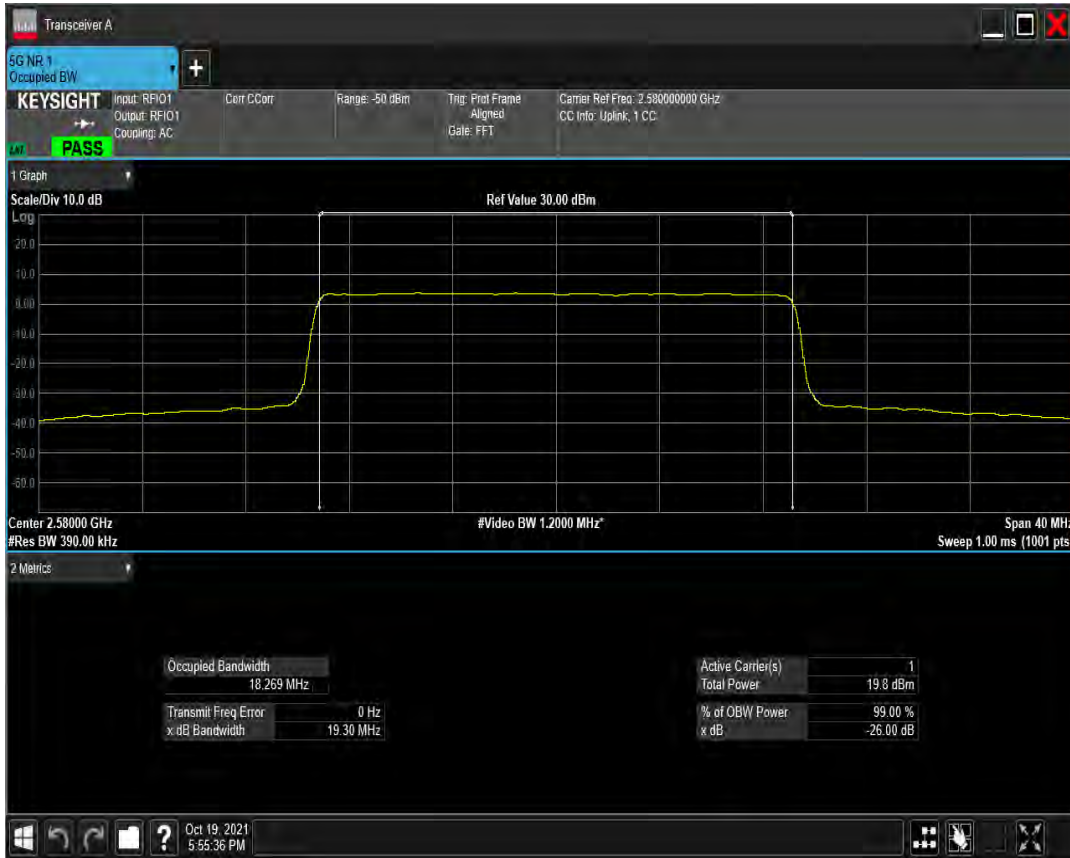 Transceiver A
5G NR 1
Occupied BW
+
KEYSIGHT
PASS
Input: RFIO1
Output: RFIO1
Coupling: AC
Corr CCorr
Range: -50 dBm
Trig: Prot Frame
Aligned
Gate: FFT
Carrier Ref Freq: 2.580000000 GHz
CC Info: Uplink, 1 CC
1 Graph
Scale/Div 10.0 dB
Ref Value 30.00 dBm
Log
20.0
10.0
0.00
-10.0
-20.0
-30.0
-40.0
-50.0
-60.0
Center 2.58000 GHz
#Video BW 1.2000 MHz*
Span 40 MHz
#Res BW 390.00 kHz
Sweep 1.00 ms (1001 pts
2 Metrics
Occupied Bandwidth
18.269 MHz
Transmit Freq Error 0 Hz
x dB Bandwidth 19.30 MHz
Active Carrier(s) 1
Total Power 19.8 dBm
% of OBW Power 99.00 %
x dB -26.00 dB
?
Oct 19, 2021
5:55:36 PM